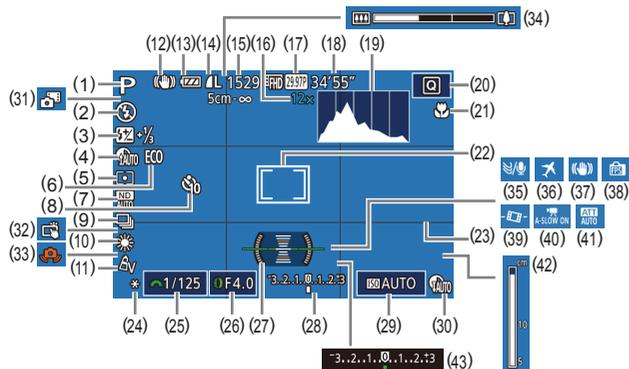 (34)
(12)(13)(14)(15)(16) (17) (18) (19)
(1) P L 1529 FHD 29.97P 34'55" Q (20)
(31) 5cm-∞ 12x (21)
(2)
(3) +1/3
(4) AUTO ECO (22)
(5)
(6)
(7) ND
(8)
(35) (36) (37) (38)
(9)
(32) (23)
(10) A-SLOW ON ATT AUTO
(39) (40) (41)
(33)
(11) AV (42)
cm
1/125 F4.0 -3..2..1..0..1..2..+3 ISO AUTO AUTO
10
5
(24) (25) (26) (27) (28) (29) (30)
-3..2..1..0..1..2..+3 (43)